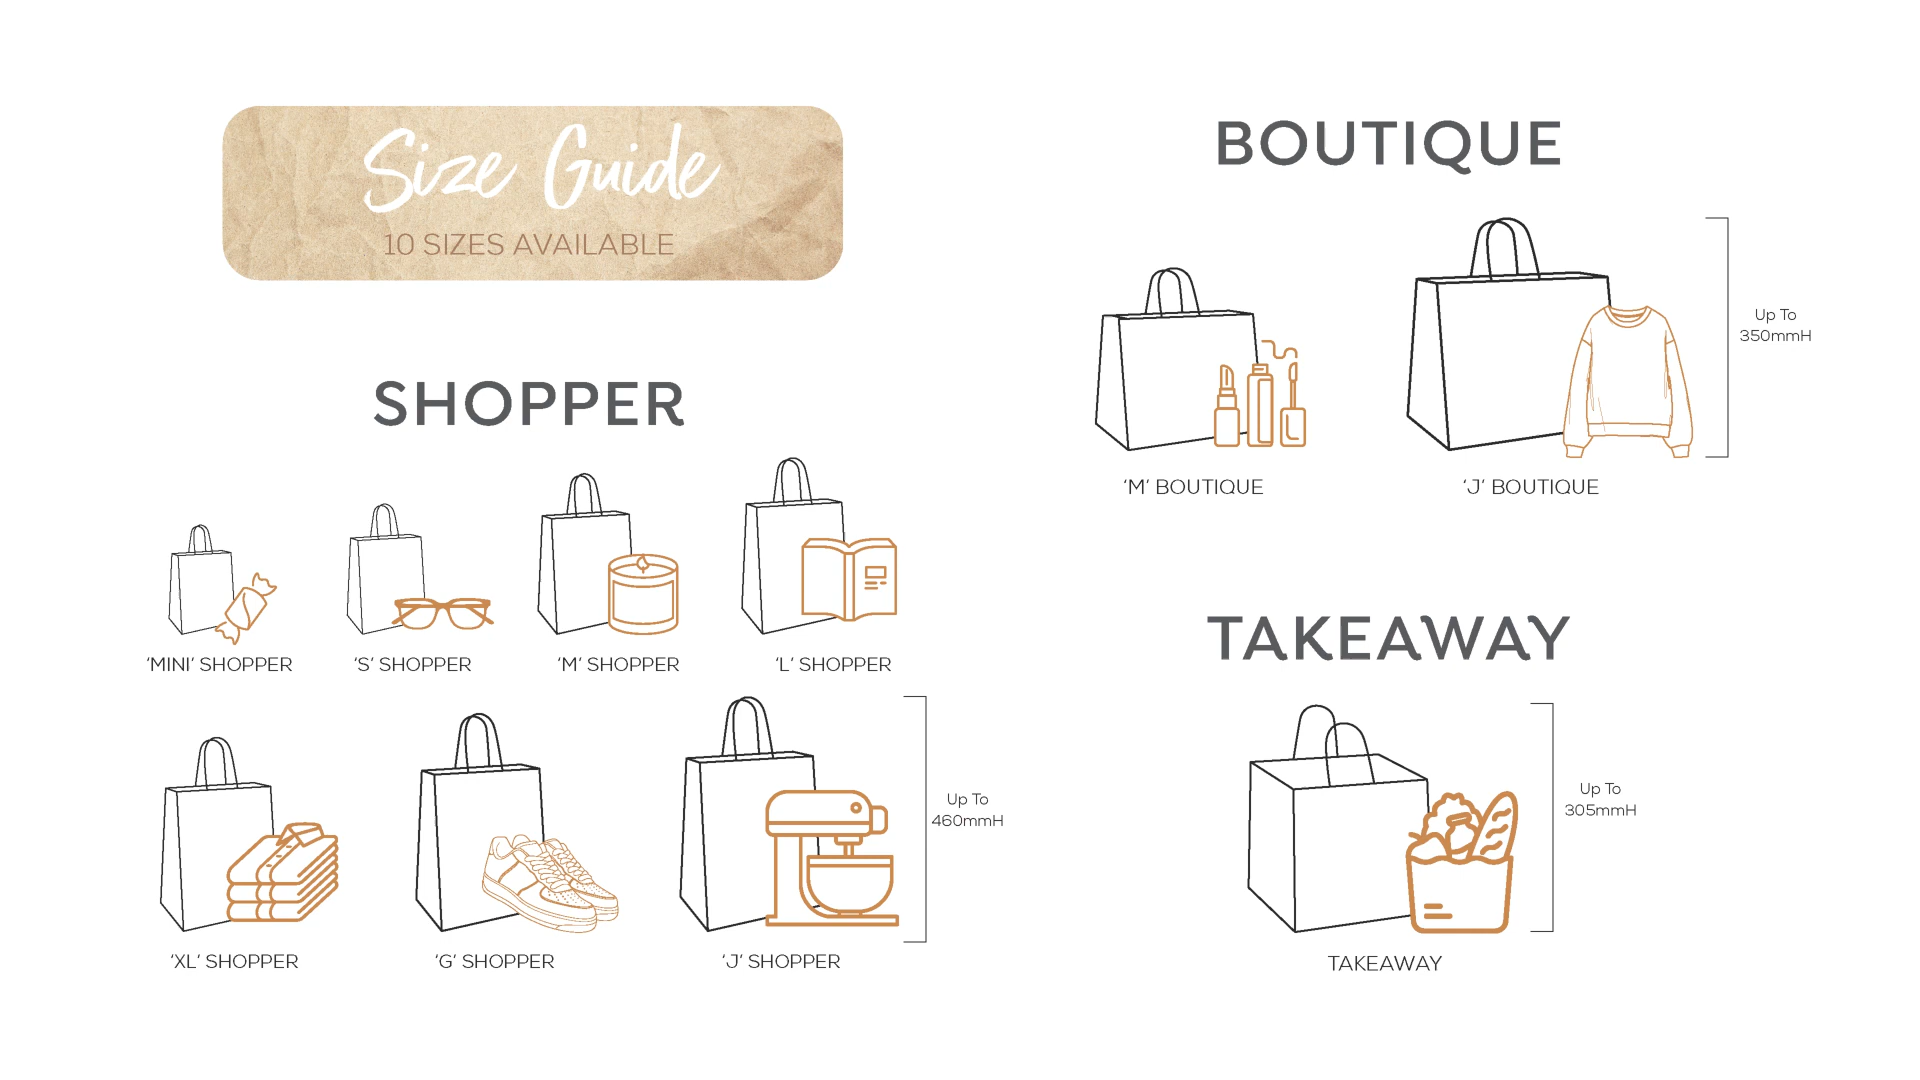 Size Guide
10 SIZES AVAILABLE
SHOPPER
‘MINI’ SHOPPER
‘S’ SHOPPER
‘M’ SHOPPER
‘L’ SHOPPER
‘XL’ SHOPPER
‘G’ SHOPPER
‘J’ SHOPPER
Up To
460mmH
BOUTIQUE
‘M’ BOUTIQUE
‘J’ BOUTIQUE
Up To
350mmH
TAKEAWAY
Up To
305mmH
TAKEAWAY